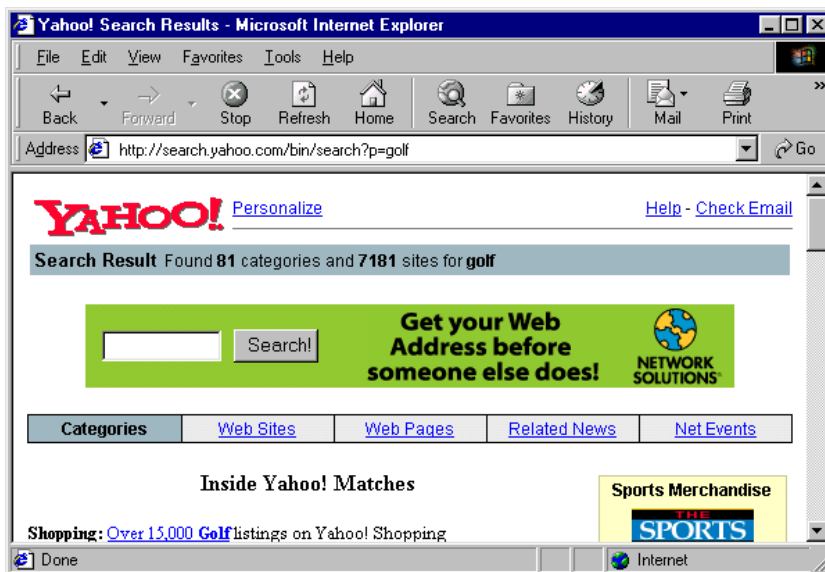 Yahoo! Search Results - Microsoft Internet Explorer
File Edit View Favorites Tools Help
Back Forward Stop Refresh Home Search Favorites History Mail Print »
Address http://search.yahoo.com/bin/search?p=golf Go
YAHOO! Personalize Help - Check Email
Search Result Found 81 categories and 7181 sites for golf
Search! Get your Web
Address before
someone else does!
NETWORK
SOLUTIONS
Categories Web Sites Web Pages Related News Net Events
Inside Yahoo! Matches
Sports Merchandise
Shopping: Over 15,000 Golf listings on Yahoo! Shopping
THE
SPORTS
Done Internet